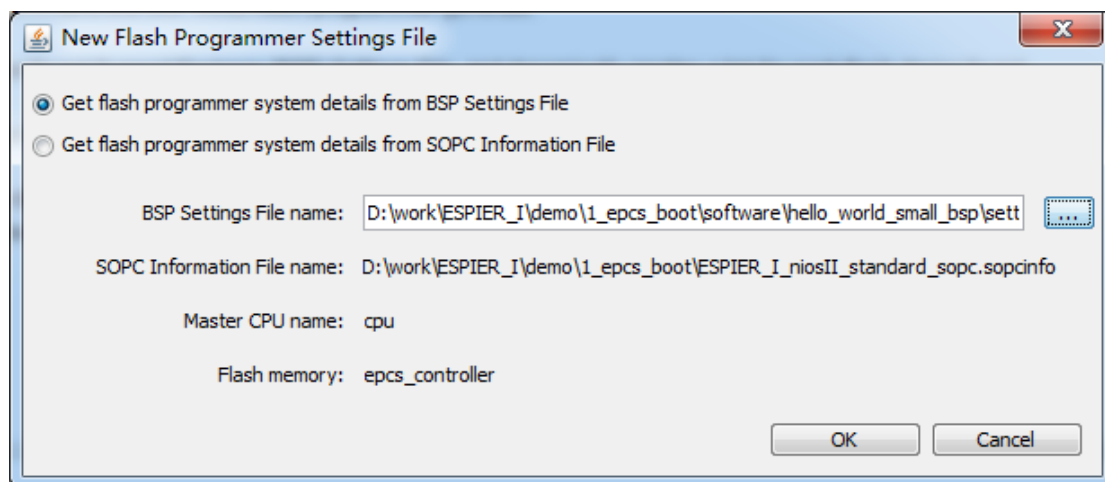 New Flash Programmer Settings File
Get flash programmer system details from BSP Settings File
Get flash programmer system details from SOPC Information File
BSP Settings File name: D:\work\ESPIER_I\demo\1_epcs_boot\software\hello_world_small_bsp\sett ...
SOPC Information File name: D:\work\ESPIER_I\demo\1_epcs_boot\ESPIER_I_niosII_standard_sopc.sopcinfo
Master CPU name: cpu
Flash memory: epcs_controller
OK Cancel